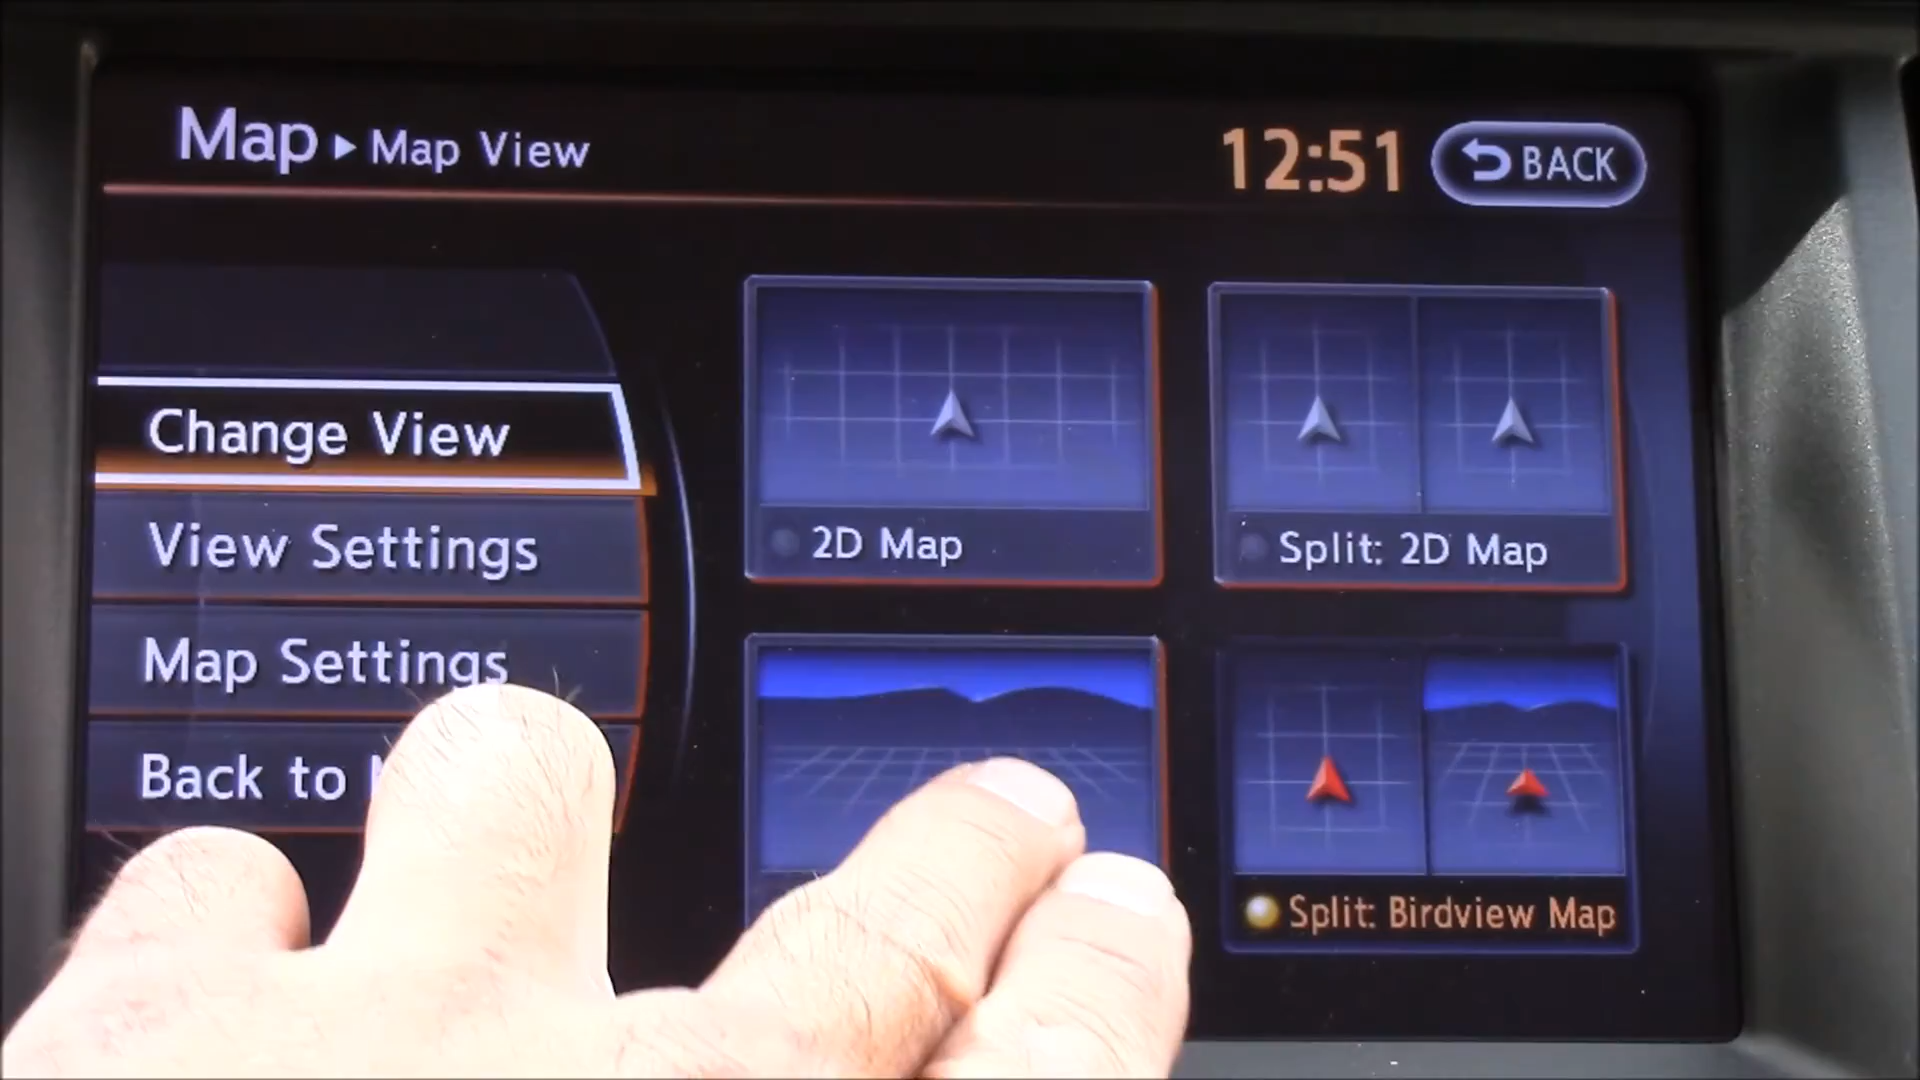 Map ▸ Map View
12:51
BACK
Change View
View Settings
Map Settings
Back to
2D Map
Split: 2D Map
Split: Birdview Map